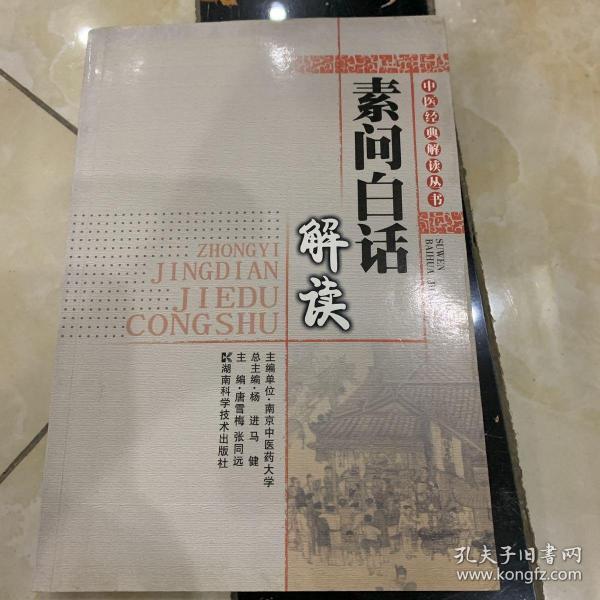 中医经典解读丛书
素问白话
解读
SUWEN
BAIHUA
ZHONGYI
JINGDIAN
JIEDU
CONGSHU
主编单位·南京中医药大学
总主编·杨进 马健
主编·唐雪梅 张同远
湖南科学技术出版社
孔夫子旧书网
www.kongfz.com